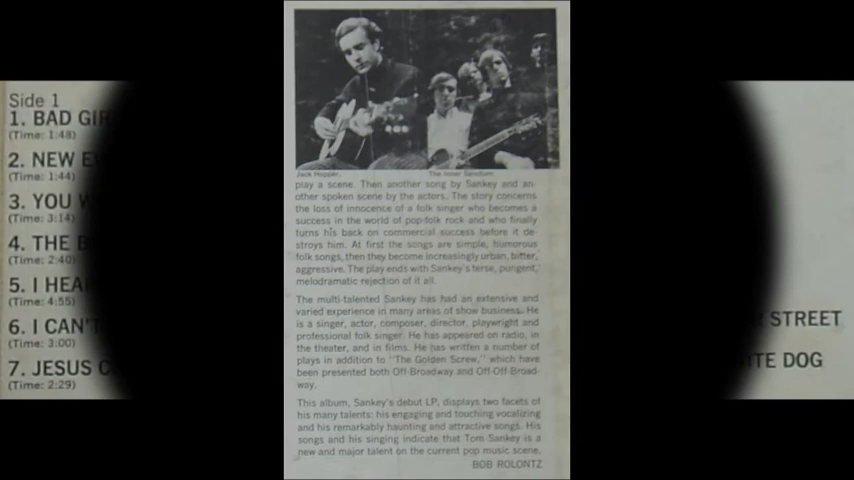 Side 1
1. BAD
(Time: 1:48)
2. NEW
(Time: 1:44)
3. YOU
(Time: 3:14)
4. THE
(Time: 2:40)
5. I HEAR
(Time: 4:55)
6. I CAN'T
(Time: 3:00)
7. JESUS
(Time: 2:29)
Jack Hopper. The Inner Sanctum
play a scene. Then another song by Sankey and an-
other spoken scene by the actors. The story concerns
the loss of innocence of a folk singer who becomes a
success in the world of pop-folk rock and who finally
turns his back on commercial success before it de-
stroys him. At first the songs are simple, humorous
folk songs, then they become increasingly urban, bitter,
aggressive. The play ends with Sankey's terse, pungent,
melodramatic rejection of it all.
The multi-talented Sankey has had an extensive and
varied experience in many areas of show business. He
is a singer, actor, composer, director, playwright and
professional folk singer. He has appeared on radio, in
the theater, and in films. He has written a number of
plays in addition to "The Golden Screw," which have
been presented both Off-Broadway and Off-Off-Broad-
way.
This album, Sankey's debut LP, displays two facets of
his many talents: his engaging and touching vocalizing
and his remarkably haunting and attractive songs. His
songs and his singing indicate that Tom Sankey is a
new and major talent on the current pop music scene.
BOB ROLONTZ
STREET
DOG